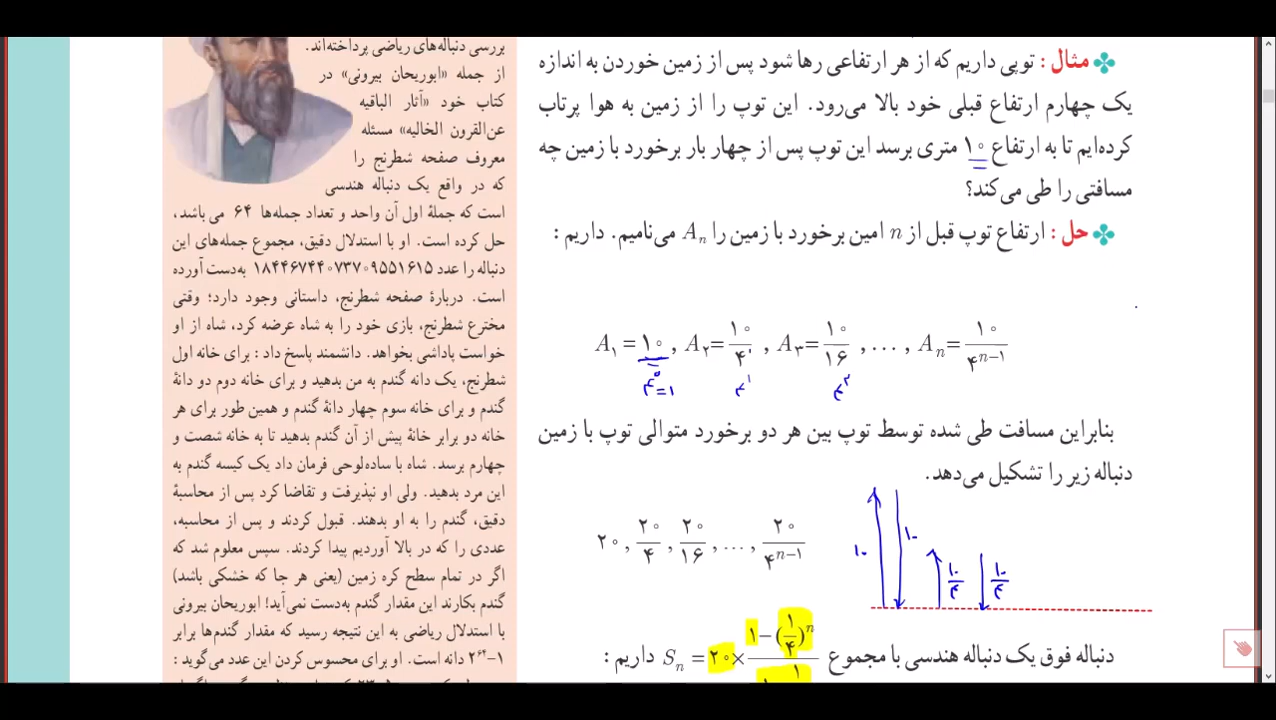 مثال : توپی داریم که از هر ارتفاعی رها شود پس از زمین خوردن به اندازه
یک چهارم ارتفاع قبلی خود بالا می‌رود. این توپ را از زمین به هوا پرتاب
کرده‌ایم تا به ارتفاع ۱۰ متری برسد این توپ پس از چهار بار برخورد با زمین چه
مسافتی را طی می‌کند؟
حل : ارتفاع توپ قبل از n امین برخورد با زمین را Aₙ می‌نامیم. داریم :
A₁ = ۱۰ , A₂ = ۱۰/۴ , A₃ = ۱۰/۱۶ , … , Aₙ = ۱۰/۴ⁿ⁻¹
۴⁰=۱ ۴¹ ۴²
بنابراین مسافت طی شده توسط توپ بین هر دو برخورد متوالی توپ با زمین
دنباله زیر را تشکیل می‌دهد.
۲۰ , ۲۰/۴ , ۲۰/۱۶ , … , ۲۰/۴ⁿ⁻¹
۱۰ ۱۰ ۱۰/۴ ۱۰/۴
دنباله فوق یک دنباله هندسی با مجموع Sₙ = ۲۰× ۱−(۱/۴)ⁿ داریم :
بررسی دنباله‌های ریاضی پرداخته‌اند.
از جمله «ابوریحان بیرونی» در
کتاب خود «آثار الباقیه
عن‌القرون الخالیه» مسئله
معروف صفحه شطرنج را
که در واقع یک دنباله هندسی
است که جملهٔ اول آن واحد و تعداد جمله‌ها ۶۴ می باشد،
حل کرده است. او با استدلال دقیق، مجموع جمله‌های این
دنباله را عدد ۱۸۴۴۶۷۴۴۰۷۳۷۰۹۵۵۱۶۱۵ به‌دست آورده
است. دربارهٔ صفحه شطرنج، داستانی وجود دارد؛ وقتی
مخترع شطرنج، بازی خود را به شاه عرضه کرد، شاه از او
خواست پاداشی بخواهد. دانشمند پاسخ داد : برای خانه اول
شطرنج، یک دانه گندم به من بدهید و برای خانه دوم دو دانهٔ
گندم و برای خانه سوم چهار دانهٔ گندم و همین طور برای هر
خانه دو برابر خانهٔ پیش از آن گندم بدهید تا به خانه شصت و
چهارم برسد. شاه با ساده‌لوحی فرمان داد یک کیسه گندم به
این مرد بدهید. ولی او نپذیرفت و تقاضا کرد پس از محاسبهٔ
دقیق، گندم را به او بدهند. قبول کردند و پس از محاسبه،
عددی را که در بالا آوردیم پیدا کردند. سپس معلوم شد که
اگر در تمام سطح کره زمین (یعنی هر جا که خشکی باشد)
گندم بکارند این مقدار گندم به‌دست نمی‌آید! ابوریحان بیرونی
با استدلال ریاضی به این نتیجه رسید که مقدار گندم‌ها برابر
۲⁶⁴−۱ دانه است. او برای محسوس کردن این عدد می‌گوید :